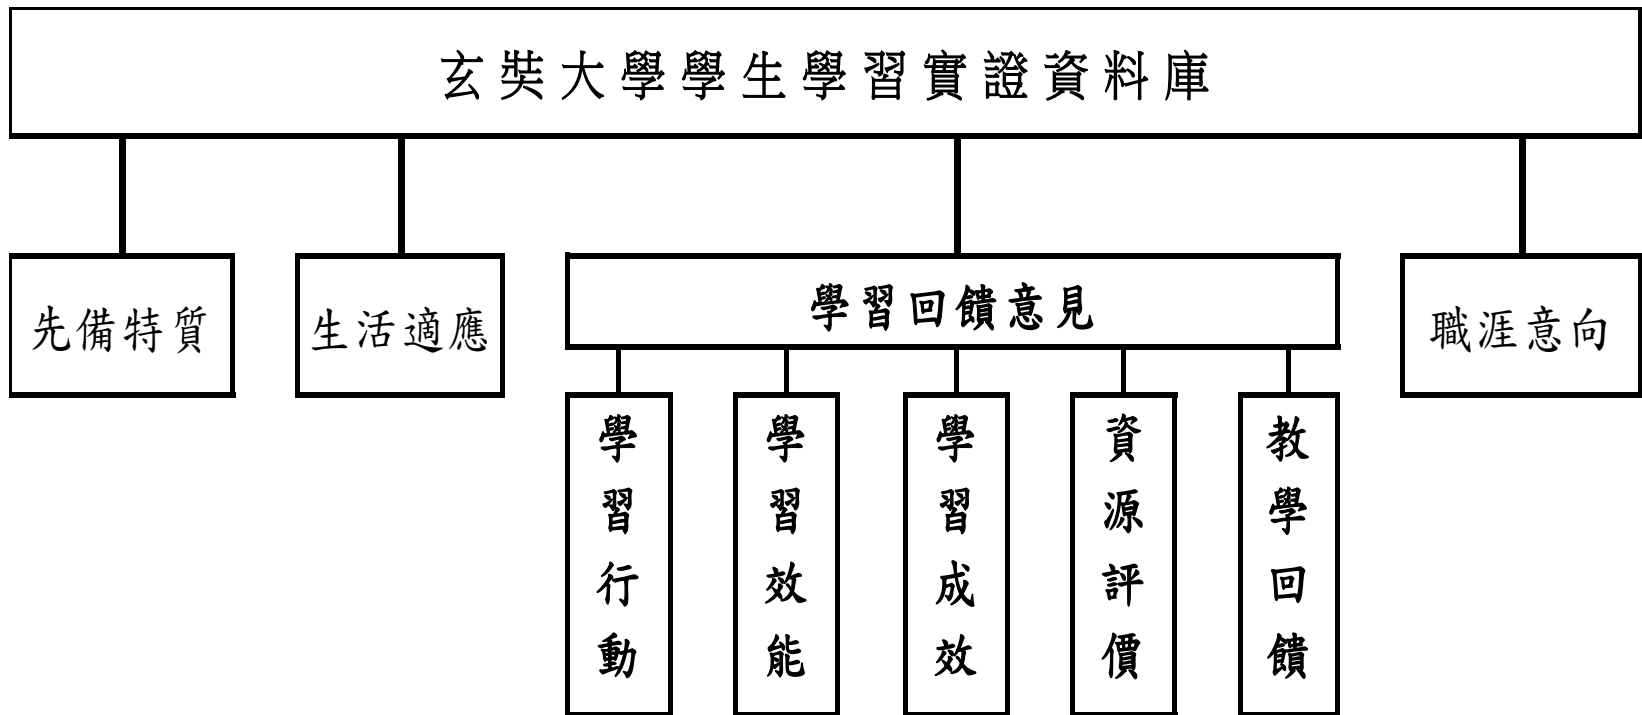 玄奘大學學生學習實證資料庫
先備特質
生活適應
學習回饋意見
職涯意向
學習行動
學習效能
學習成效
資源評價
教學回饋